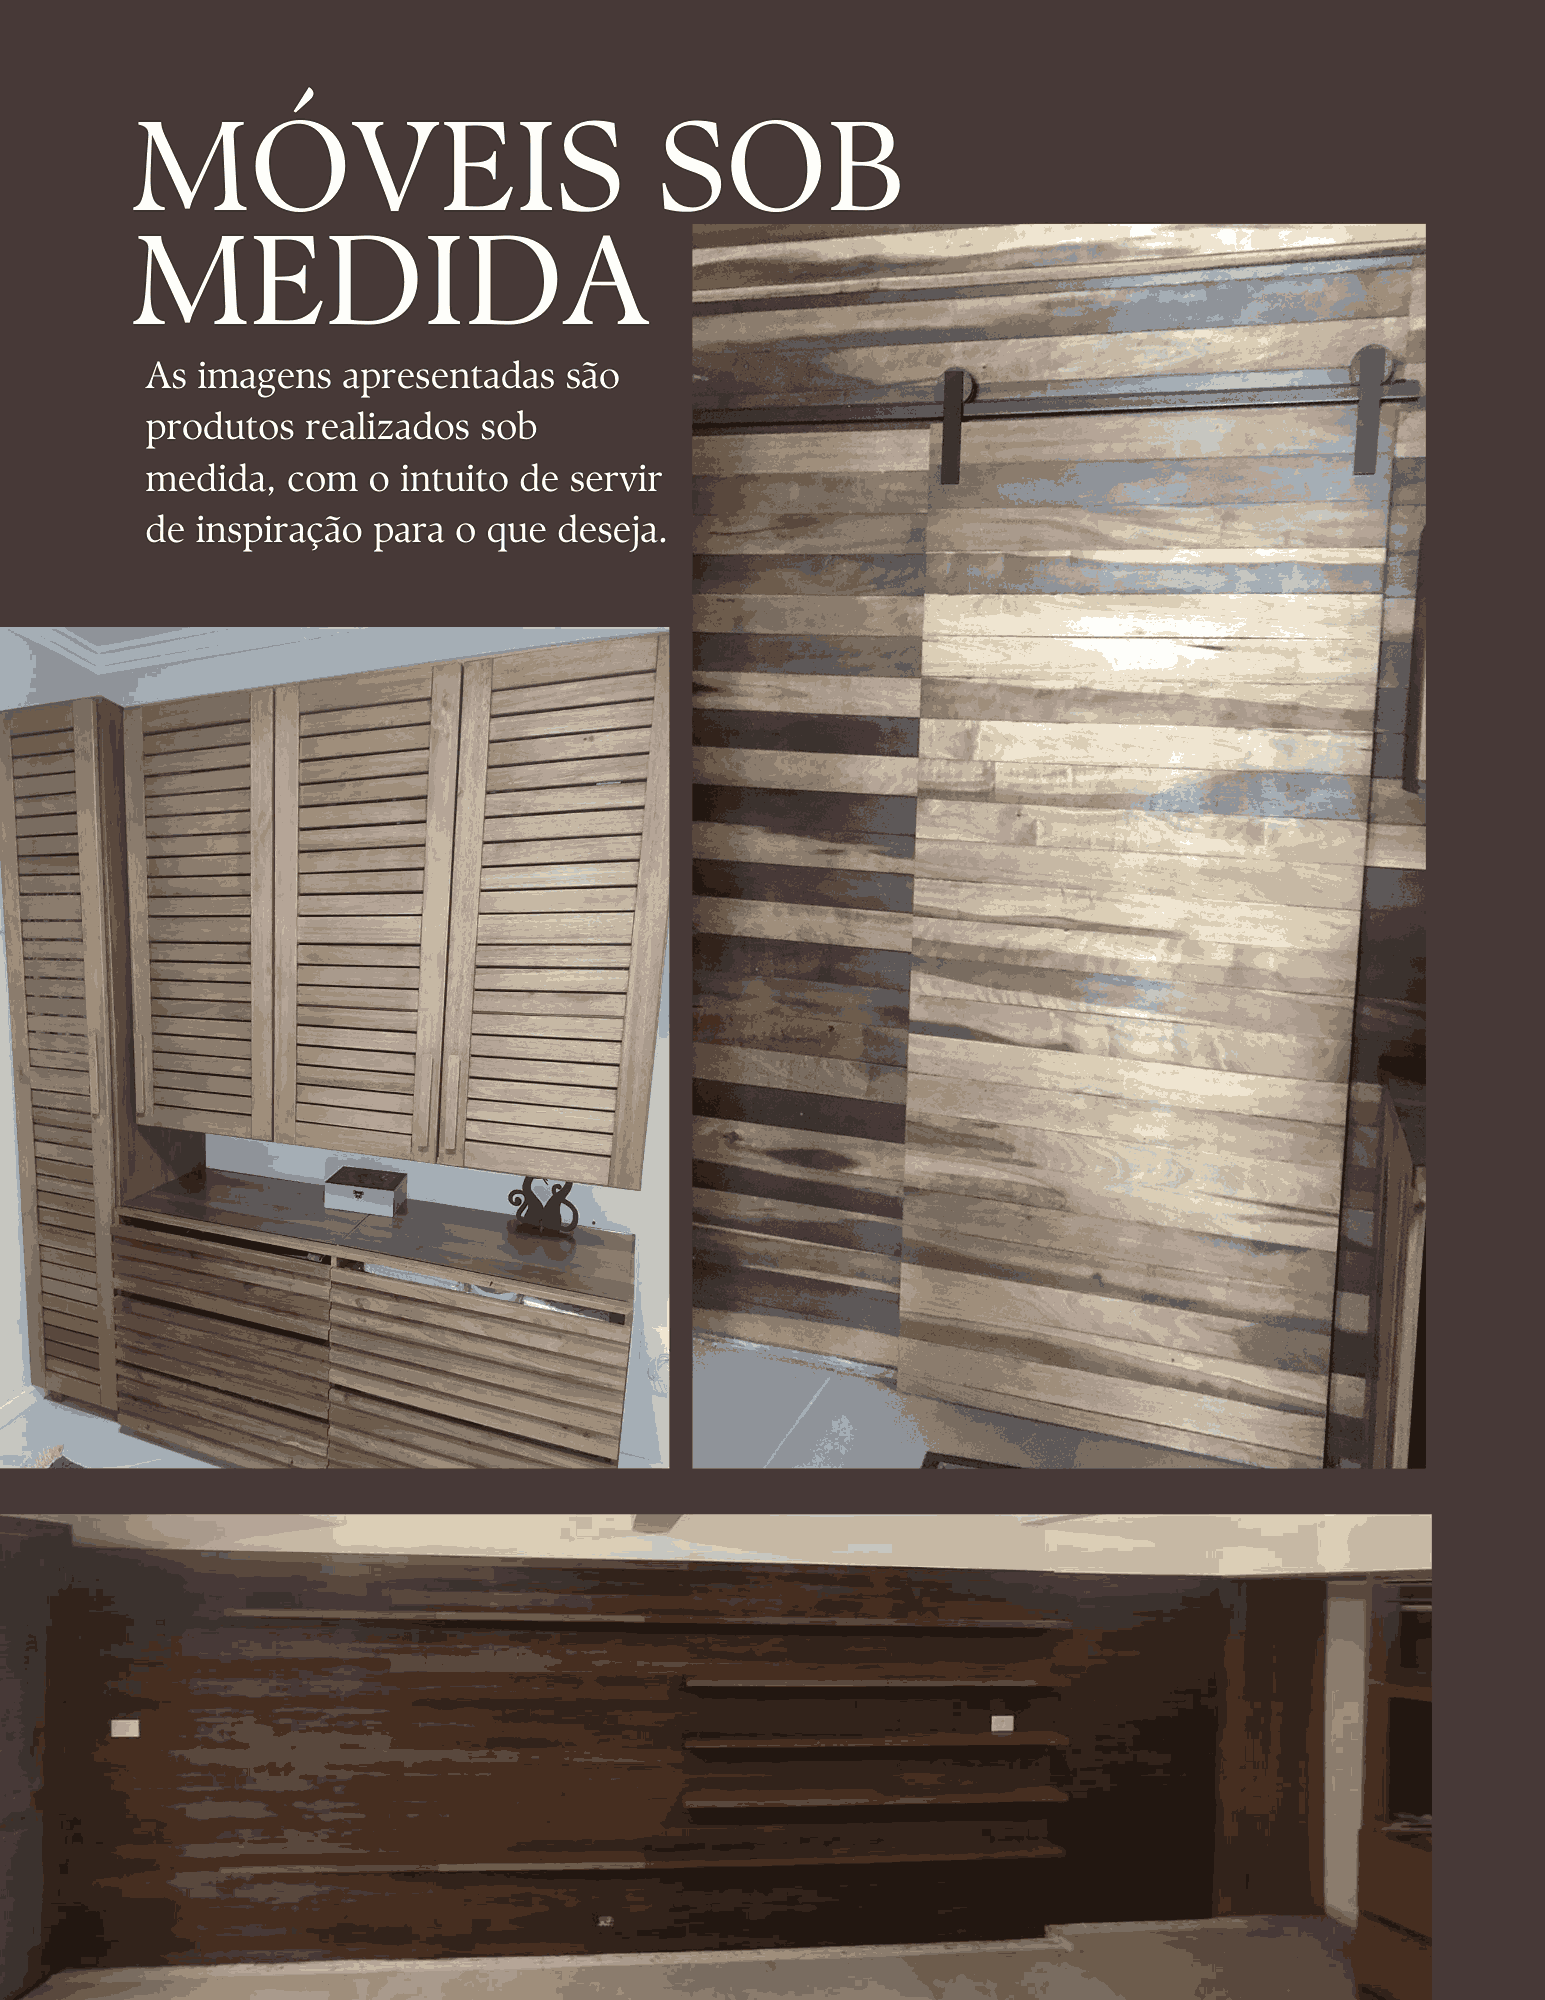 MÓVEIS SOB
MEDIDA
As imagens apresentadas são
produtos realizados sob
medida, com o intuito de servir
de inspiração para o que deseja.